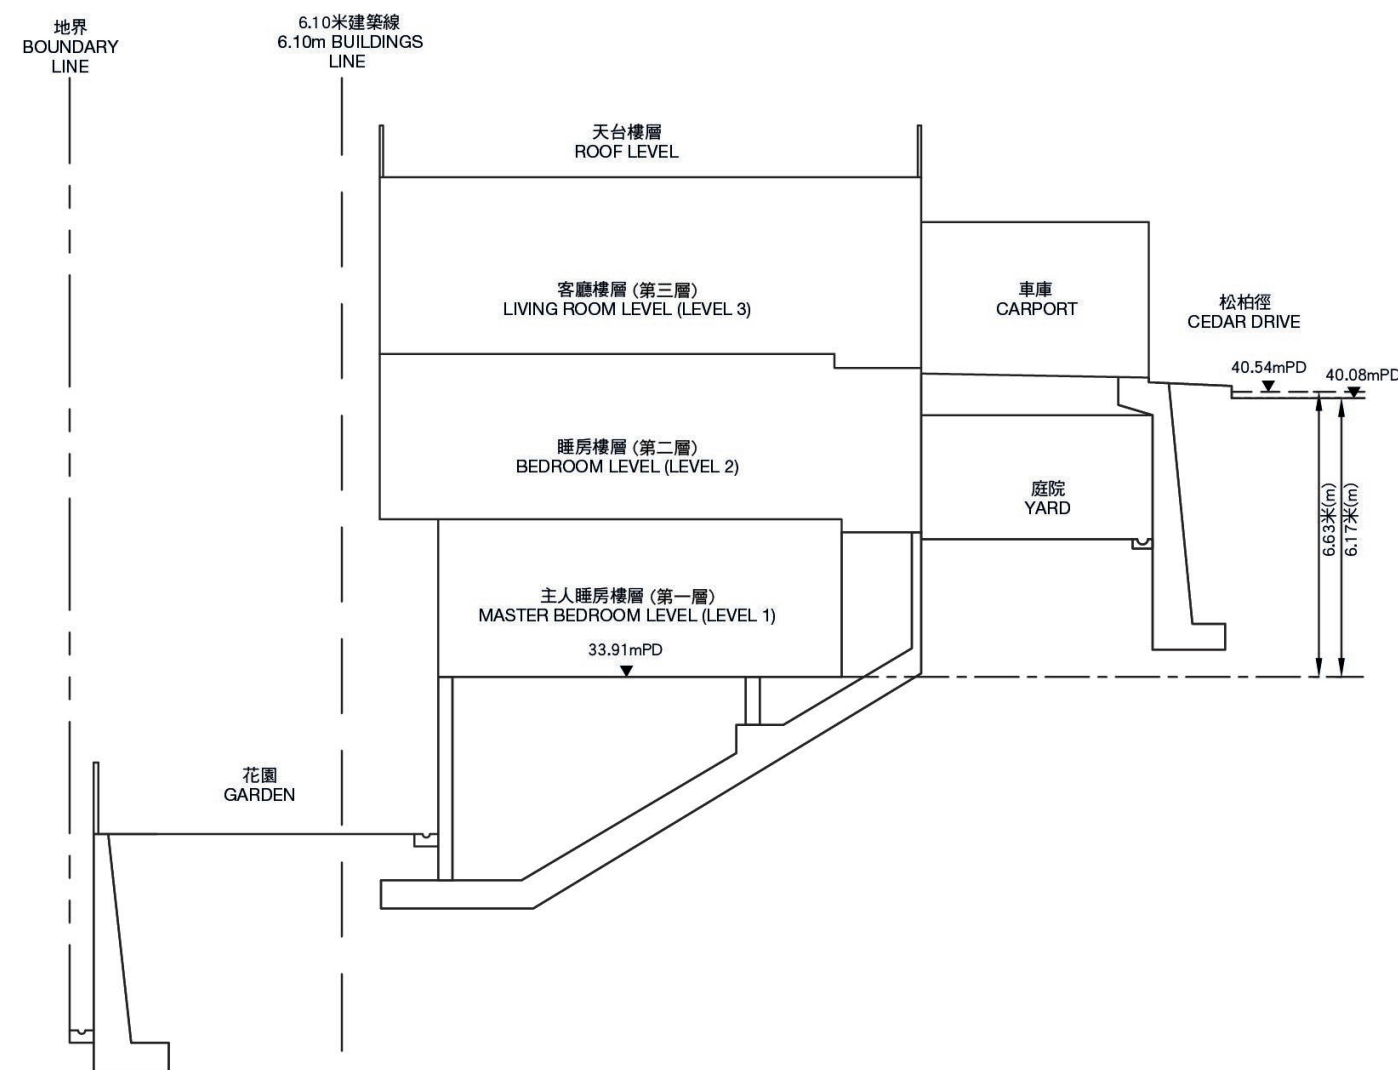 地界
BOUNDARY
LINE
6.10米建築線
6.10m BUILDINGS
LINE
天台樓層
ROOF LEVEL
客廳樓層 (第三層)
LIVING ROOM LEVEL (LEVEL 3)
車庫
CARPORT
松柏徑
CEDAR DRIVE
40.54mPD
40.08mPD
睡房樓層 (第二層)
BEDROOM LEVEL (LEVEL 2)
庭院
YARD
6.63米(m)
6.17米(m)
主人睡房樓層 (第一層)
MASTER BEDROOM LEVEL (LEVEL 1)
33.91mPD
花園
GARDEN